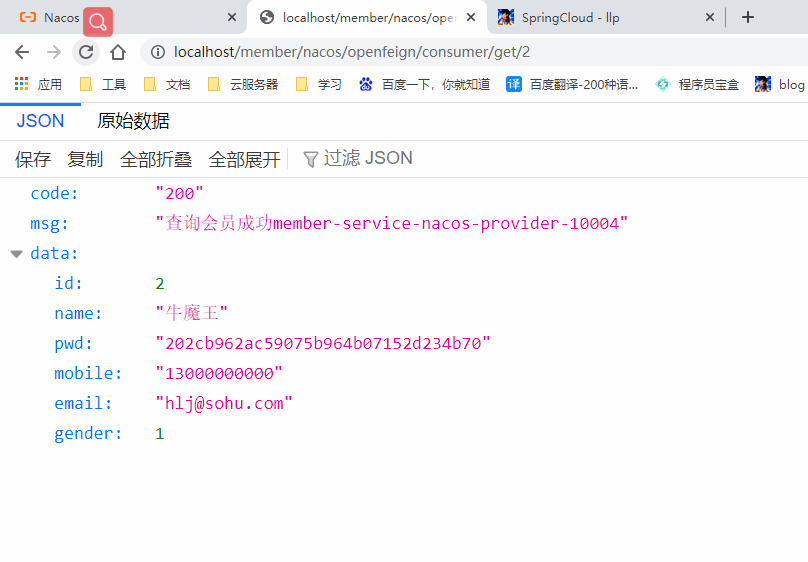 Nacos
localhost/member/nacos/open
SpringCloud - llp
localhost/member/nacos/openfeign/consumer/get/2
应用 工具 文档 云服务器 学习 百度一下，你就知道 译 百度翻译-200种语... 程序员宝盒 blog
JSON 原始数据
保存 复制 全部折叠 全部展开 过滤 JSON
code: "200"
msg: "查询会员成功member-service-nacos-provider-10004"
data:
id: 2
name: "牛魔王"
pwd: "202cb962ac59075b964b07152d234b70"
mobile: "13000000000"
email: "hlj@sohu.com"
gender: 1